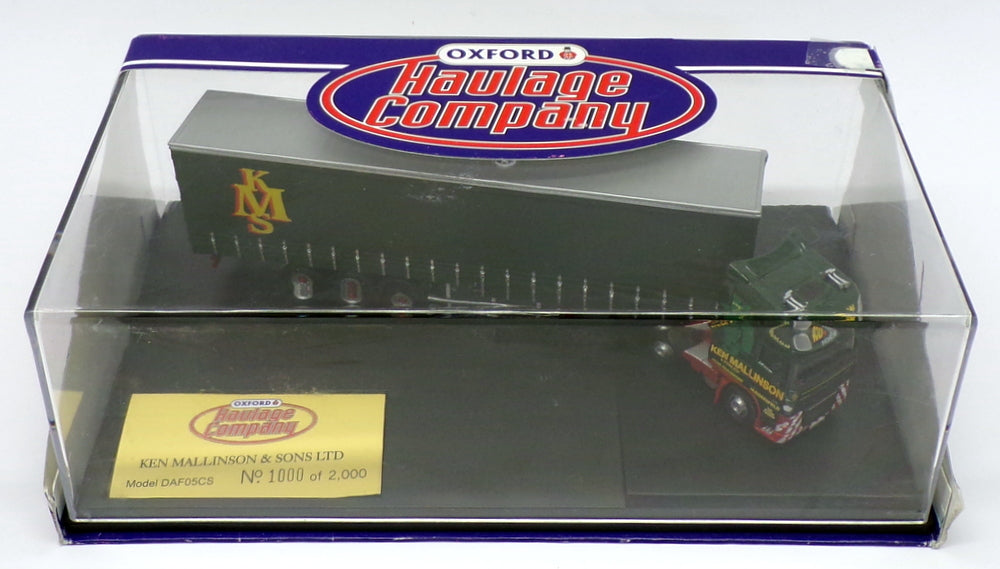 OXFORD
Haulage
Company
K
M
S
KEN MALLINSON
OXFORD
Haulage
Company
KEN MALLINSON & SONS LTD
Model DAF05CS Nº 1000 of 2,000